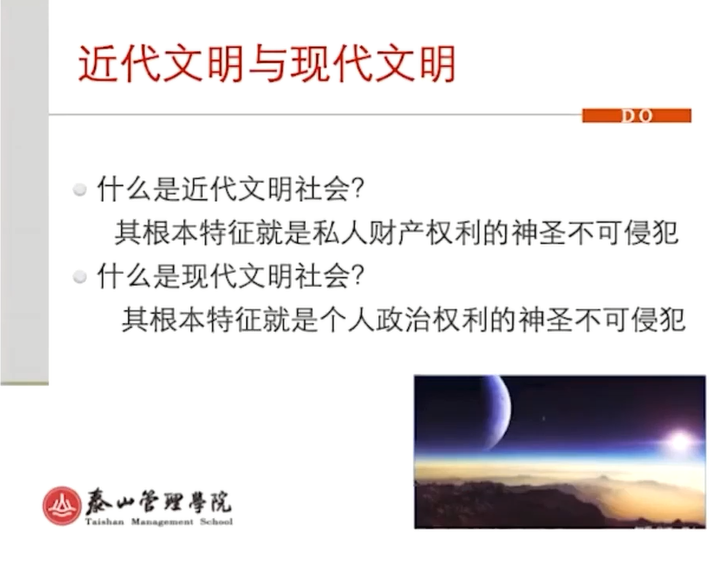 近代文明与现代文明
DO
什么是近代文明社会?
其根本特征就是私人财产权利的神圣不可侵犯
什么是现代文明社会?
其根本特征就是个人政治权利的神圣不可侵犯
泰山管理學院
Taishan Management School